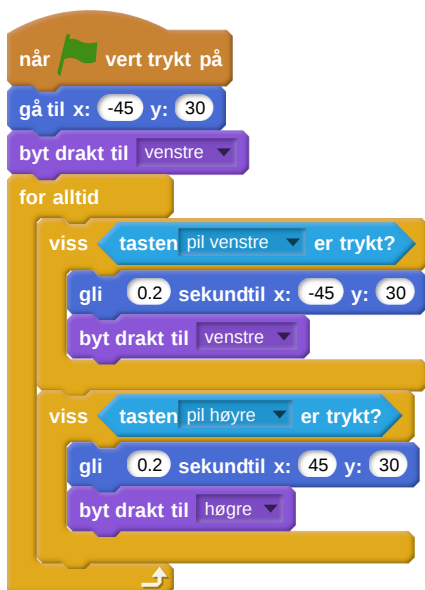 når vert trykt på
gå til x: -45 y: 30
byt drakt til venstre
for alltid
viss tasten pil venstre er trykt?
gli 0.2 sekundtil x: -45 y: 30
byt drakt til venstre
viss tasten pil høyre er trykt?
gli 0.2 sekundtil x: 45 y: 30
byt drakt til høgre